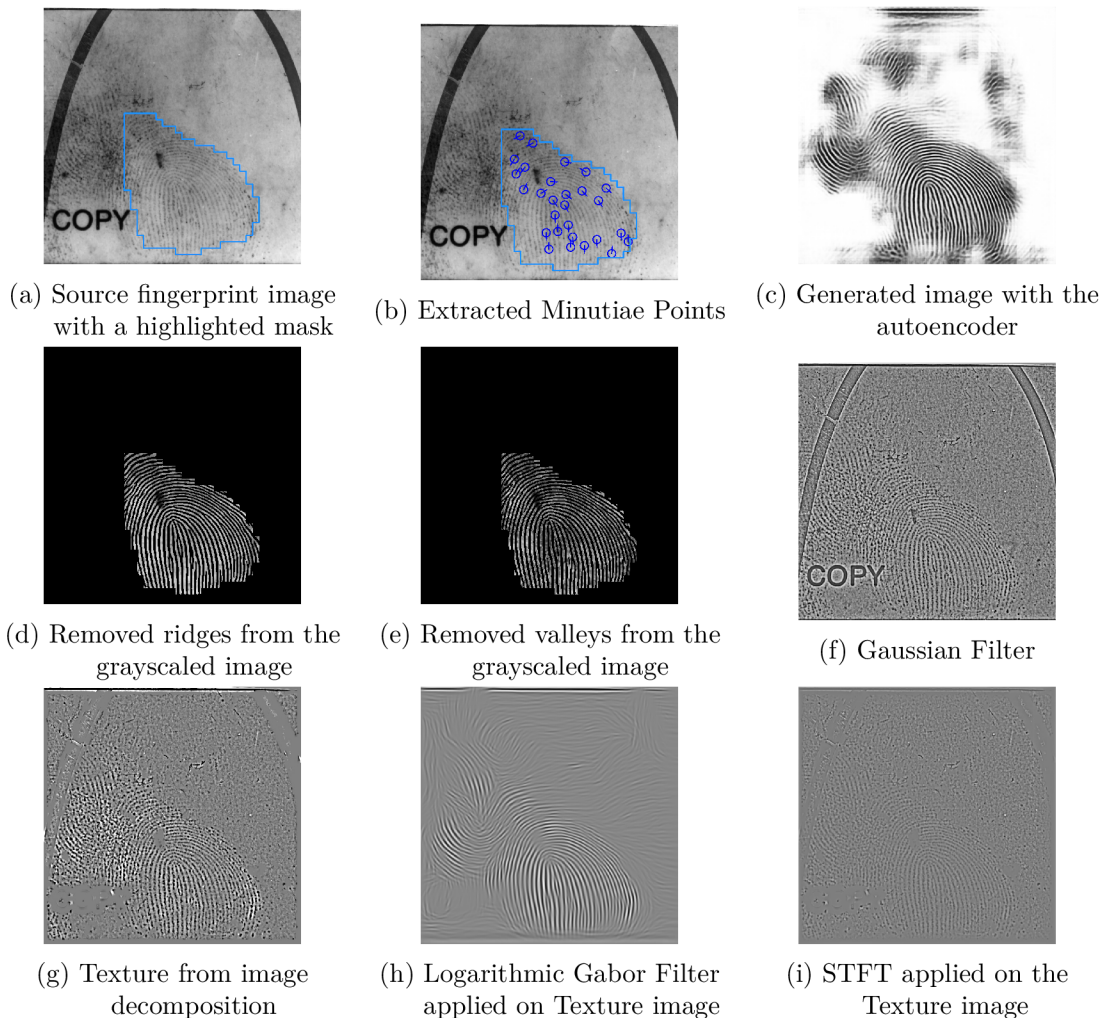 COPY
COPY
(a) Source fingerprint image
with a highlighted mask
(b) Extracted Minutiae Points
(c) Generated image with the
autoencoder
COPY
(d) Removed ridges from the
grayscaled image
(e) Removed valleys from the
grayscaled image
(f) Gaussian Filter
(g) Texture from image
decomposition
(h) Logarithmic Gabor Filter
applied on Texture image
(i) STFT applied on the
Texture image